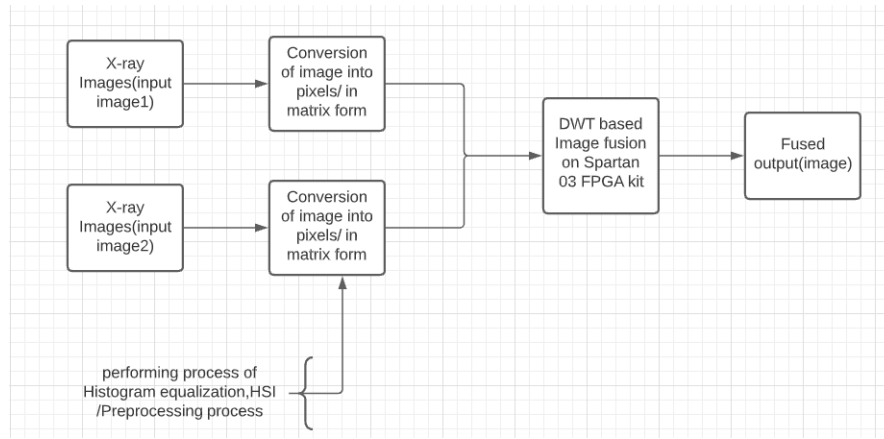 X-ray
Images(input
image1)
Conversion
of image into
pixels/ in
matrix form
DWT based
Image fusion
on Spartan
03 FPGA kit
Fused
output(image)
X-ray
Images(input
image2)
Conversion
of image into
pixels/ in
matrix form
performing process of
Histogram equalization,HSI
/Preprocessing process